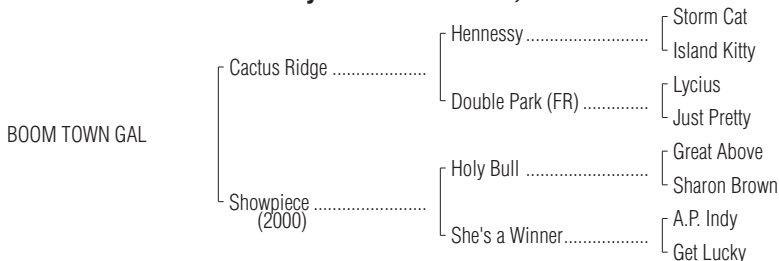 Storm Cat
Hennessy .............................
Island Kitty
Cactus Ridge ......................
Lycius
Double Park (FR) ...............
Just Pretty
BOOM TOWN GAL
Great Above
Holy Bull .............................
Sharon Brown
Showpiece ..........................
(2000)
A.P. Indy
She's a Winner....................
Get Lucky